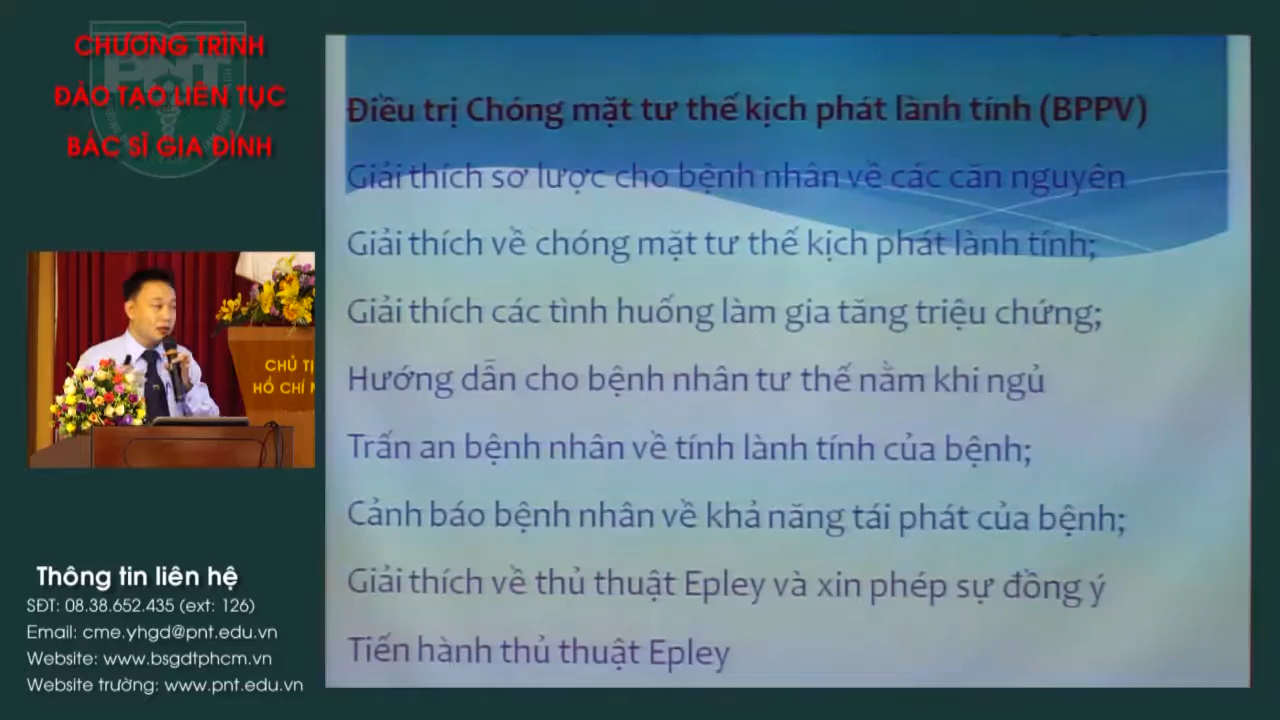 CHƯƠNG TRÌNH
ĐÀO TẠO LIÊN TỤC
BÁC SĨ GIA ĐÌNH
PNT
CHỦ TỊ
HỒ CHÍ M
Thông tin liên hệ
SĐT: 08.38.652.435 (ext: 126)
Email: cme.yhgd@pnt.edu.vn
Website: www.bsgdtphcm.vn
Website trường: www.pnt.edu.vn
Điều trị Chóng mặt tư thế kịch phát lành tính (BPPV)
Giải thích sơ lược cho bệnh nhân về các căn nguyên
Giải thích về chóng mặt tư thế kịch phát lành tính;
Giải thích các tình huống làm gia tăng triệu chứng;
Hướng dẫn cho bệnh nhân tư thế nằm khi ngủ
Trấn an bệnh nhân về tính lành tính của bệnh;
Cảnh báo bệnh nhân về khả năng tái phát của bệnh;
Giải thích về thủ thuật Epley và xin phép sự đồng ý
Tiến hành thủ thuật Epley